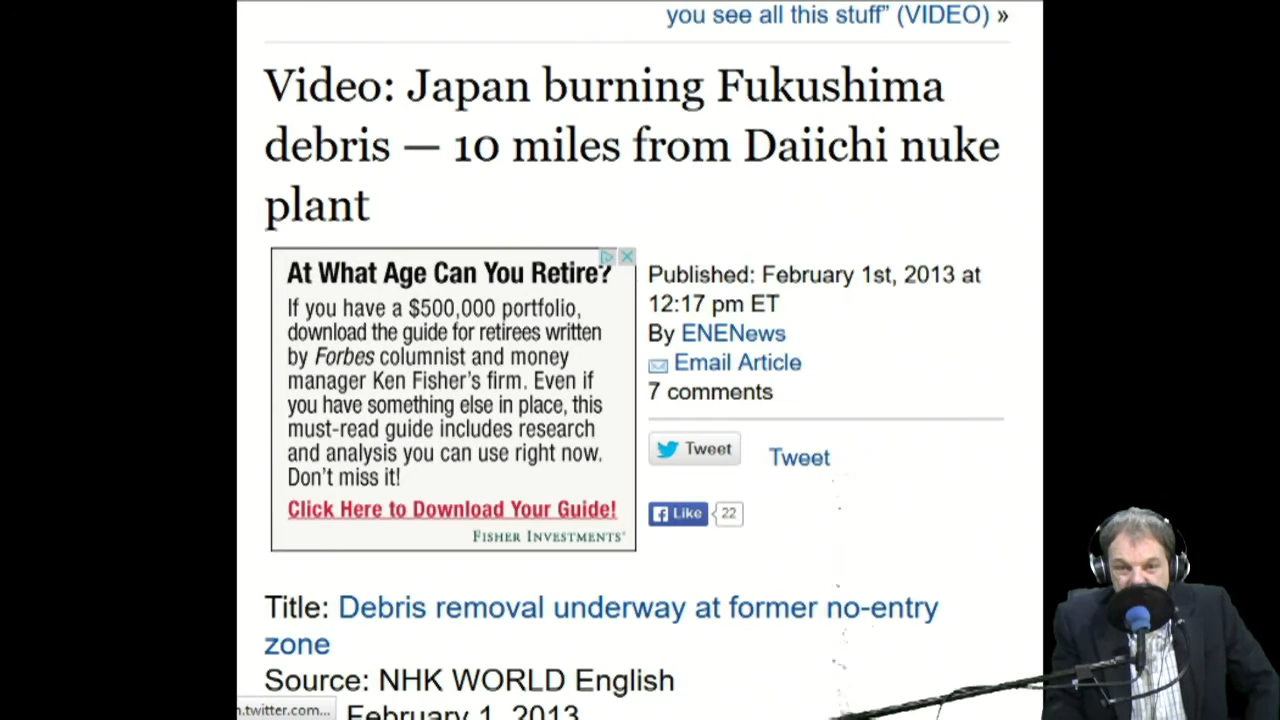 you see all this stuff” (VIDEO) »
Video: Japan burning Fukushima
debris — 10 miles from Daiichi nuke
plant
At What Age Can You Retire?
If you have a $500,000 portfolio,
download the guide for retirees written
by Forbes columnist and money
manager Ken Fisher's firm. Even if
you have something else in place, this
must-read guide includes research
and analysis you can use right now.
Don't miss it!
Click Here to Download Your Guide!
FISHER INVESTMENTS®
Published: February 1st, 2013 at
12:17 pm ET
By ENENews
Email Article
7 comments
Tweet Tweet
Like 22
Title: Debris removal underway at former no-entry
zone
Source: NHK WORLD English
n.twitter.com...
February 1, 2013